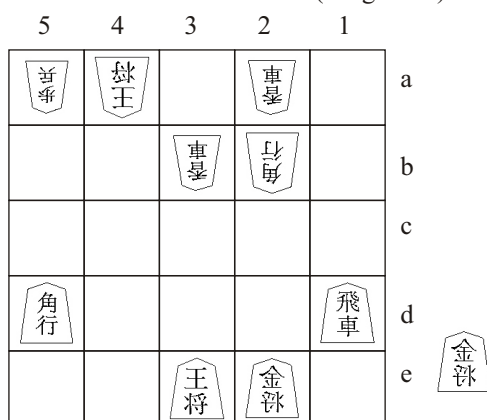 5 4 3 2 1
歩兵 王将 香車 a
香車 角行 b
c
角行 飛車 d
王将 金将 e 金将